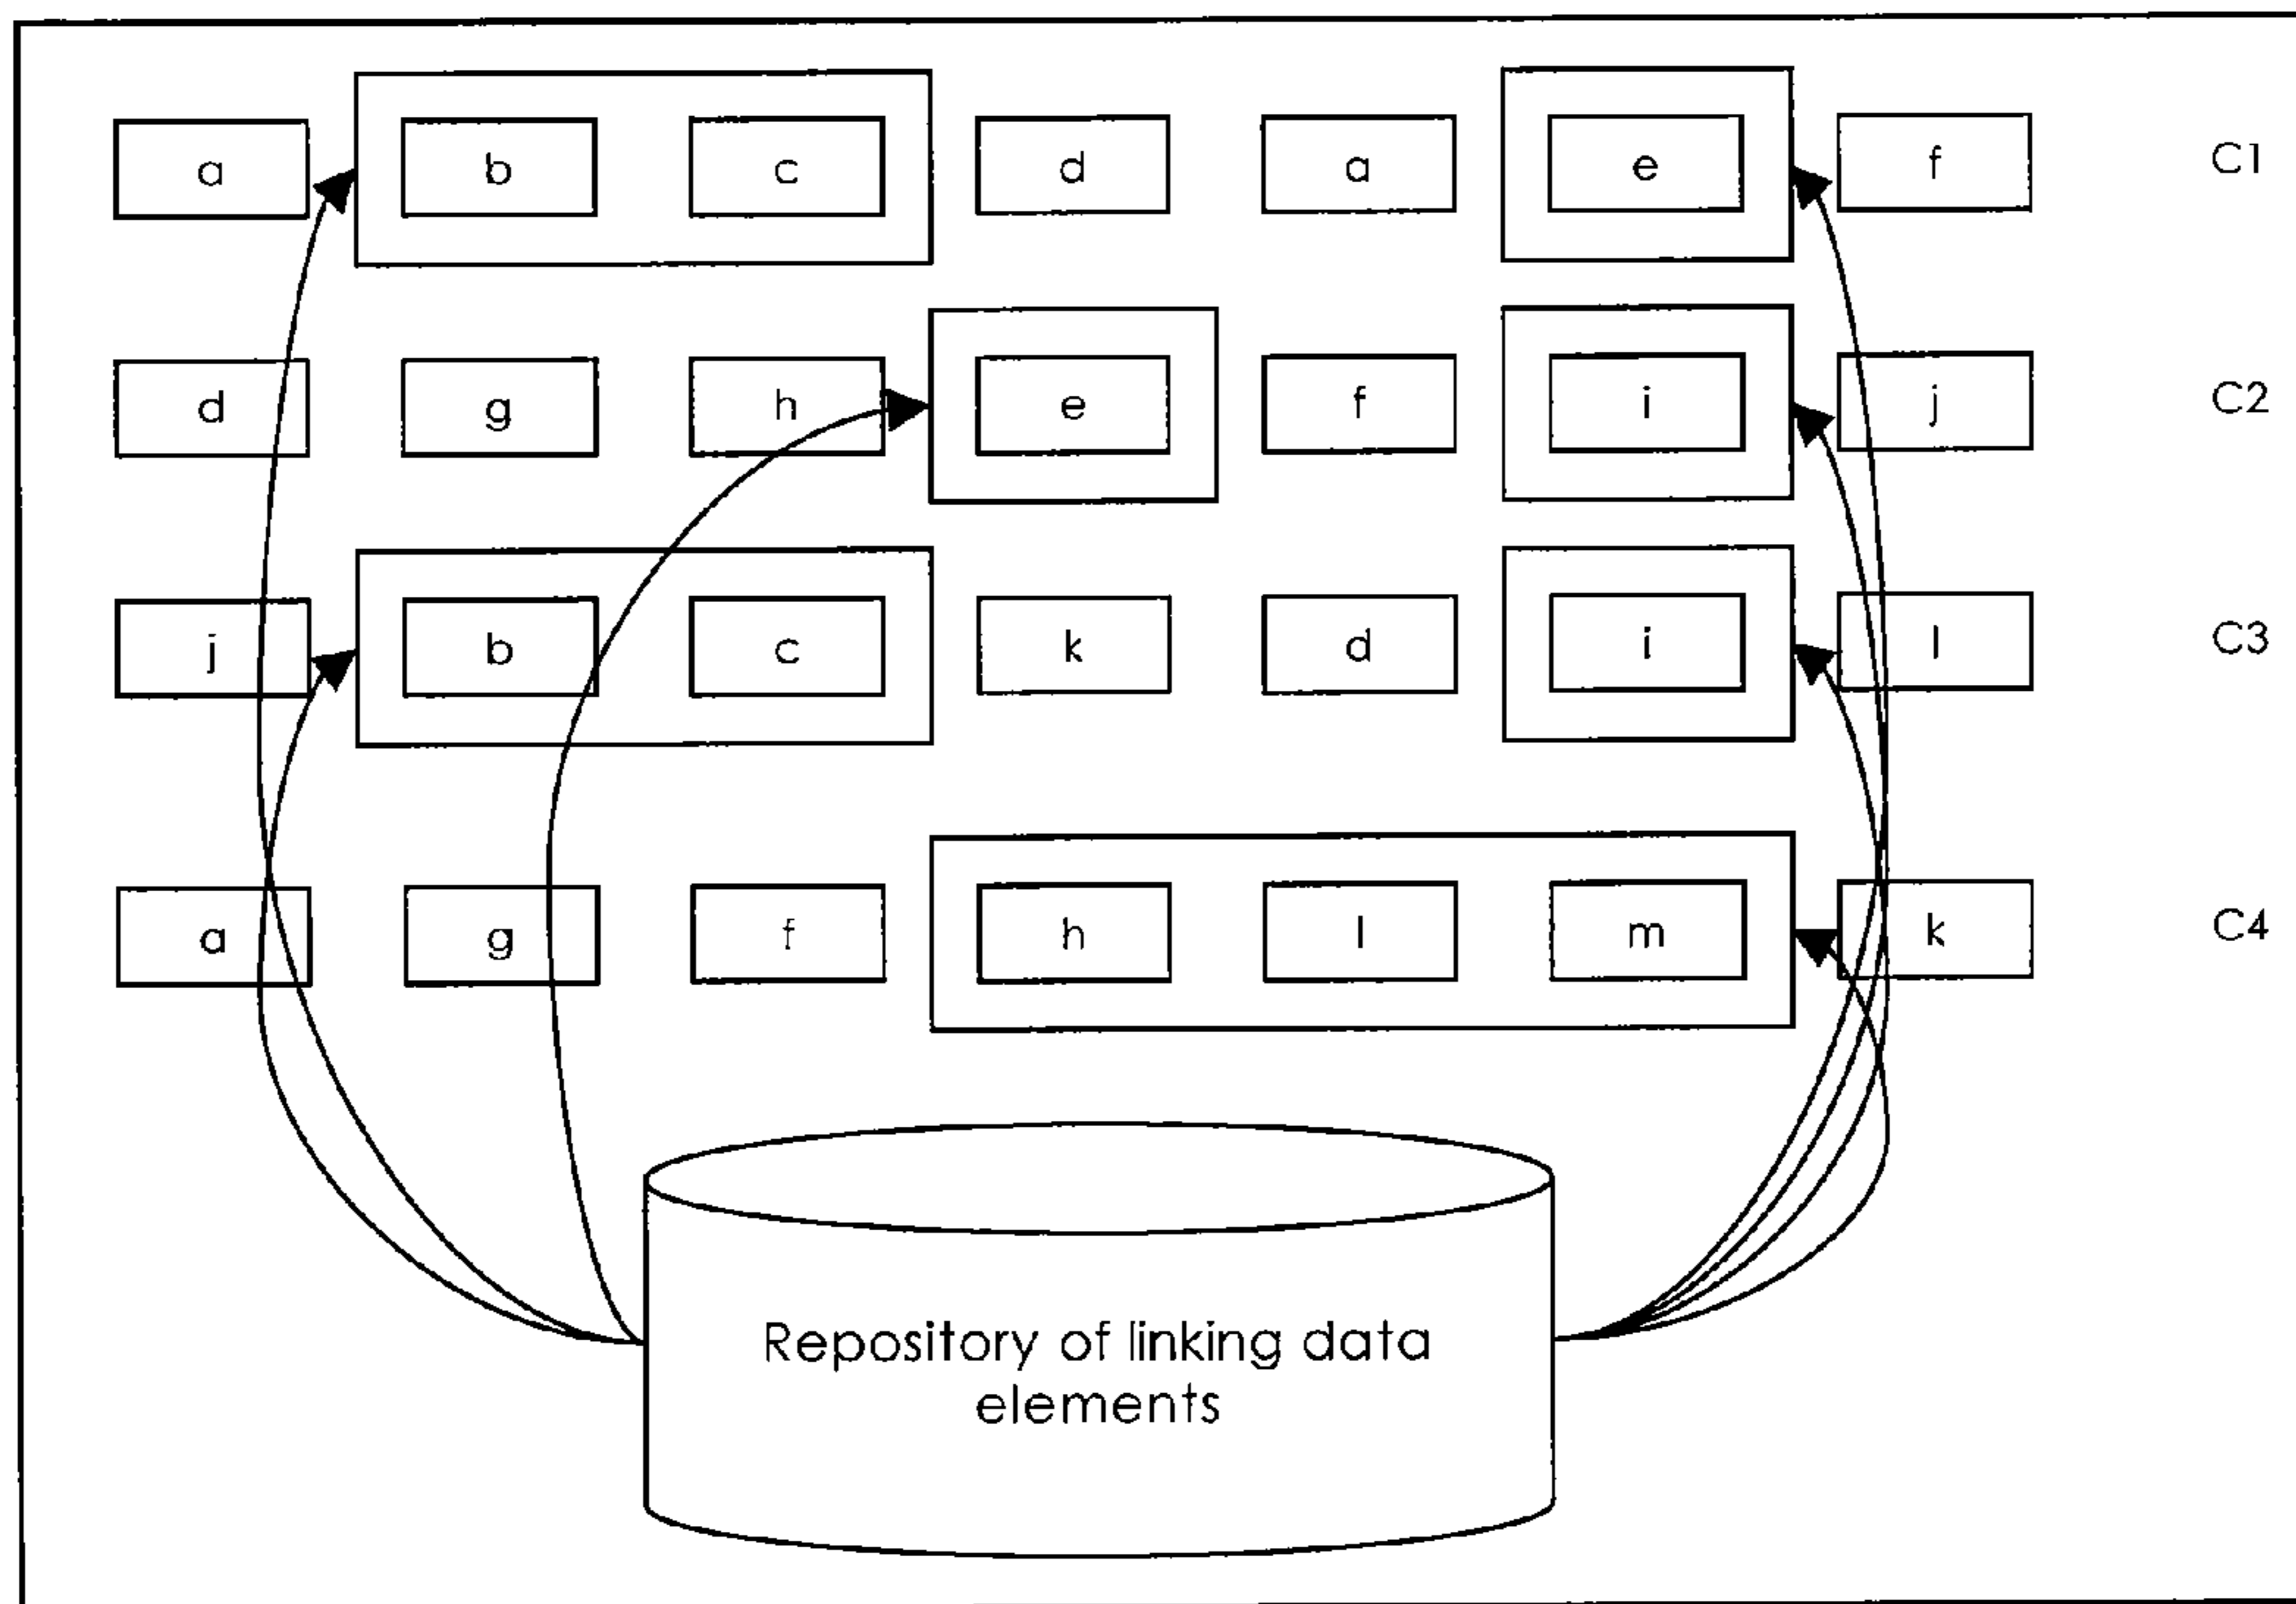 a b c d a e f C1
d g h e f i j C2
j b c k d i l C3
a g f h l m k C4
Repository of linking data
elements